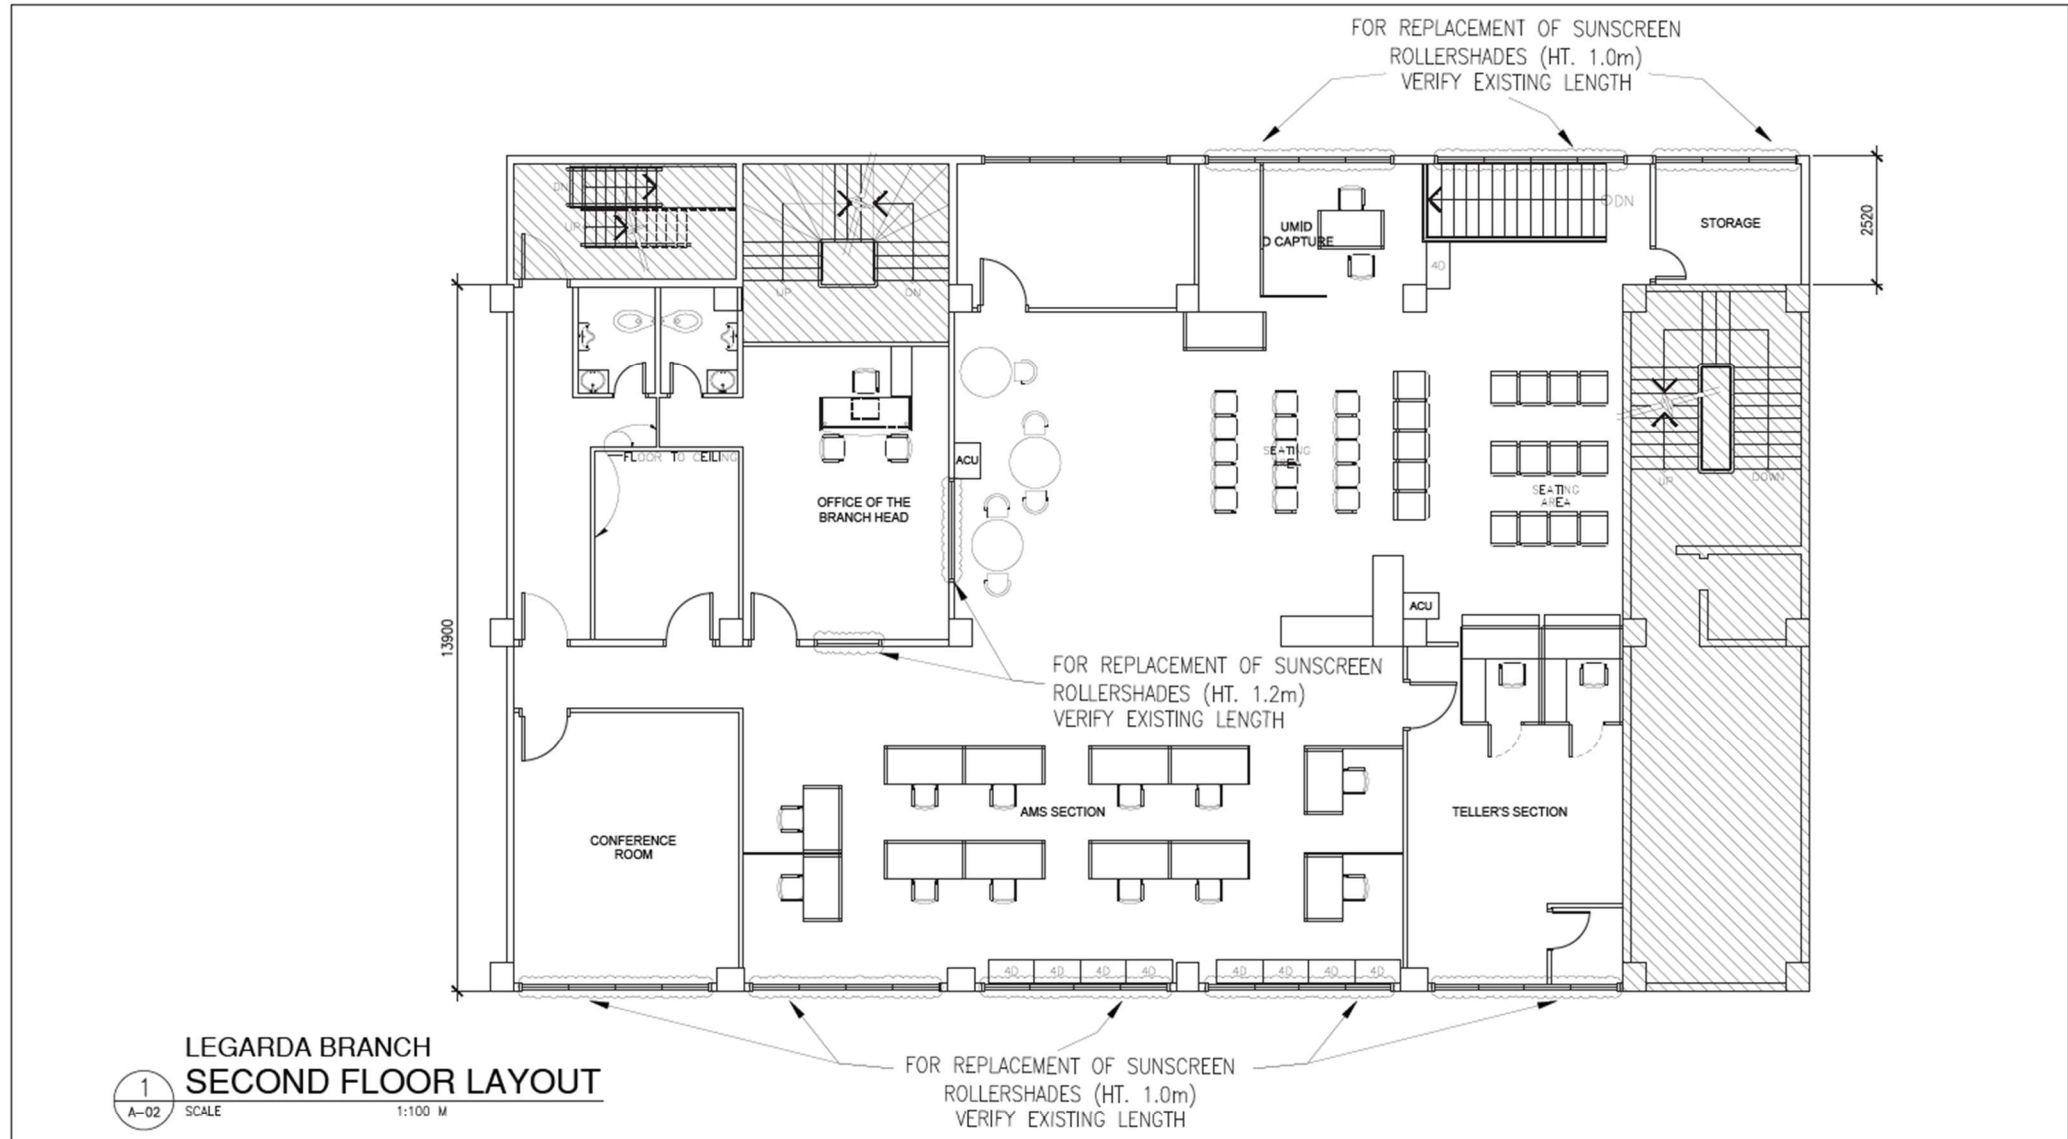 FOR REPLACEMENT OF SUNSCREEN
ROLLERSHADES (HT. 1.0m)
VERIFY EXISTING LENGTH
DN
UP
UP
DN
UMID
D CAPTURE
DN
4D
STORAGE
2520
FLOOR TO CEILING
ACU
OFFICE OF THE
BRANCH HEAD
SEATING
SEATING
AREA
UP
DOWN
ACU
13900
FOR REPLACEMENT OF SUNSCREEN
ROLLERSHADES (HT. 1.2m)
VERIFY EXISTING LENGTH
AMS SECTION
TELLER'S SECTION
CONFERENCE
ROOM
4D 4D 4D 4D
4D 4D 4D 4D
FOR REPLACEMENT OF SUNSCREEN
ROLLERSHADES (HT. 1.0m)
VERIFY EXISTING LENGTH
LEGARDA BRANCH
1 SECOND FLOOR LAYOUT
A-02 SCALE 1:100 M